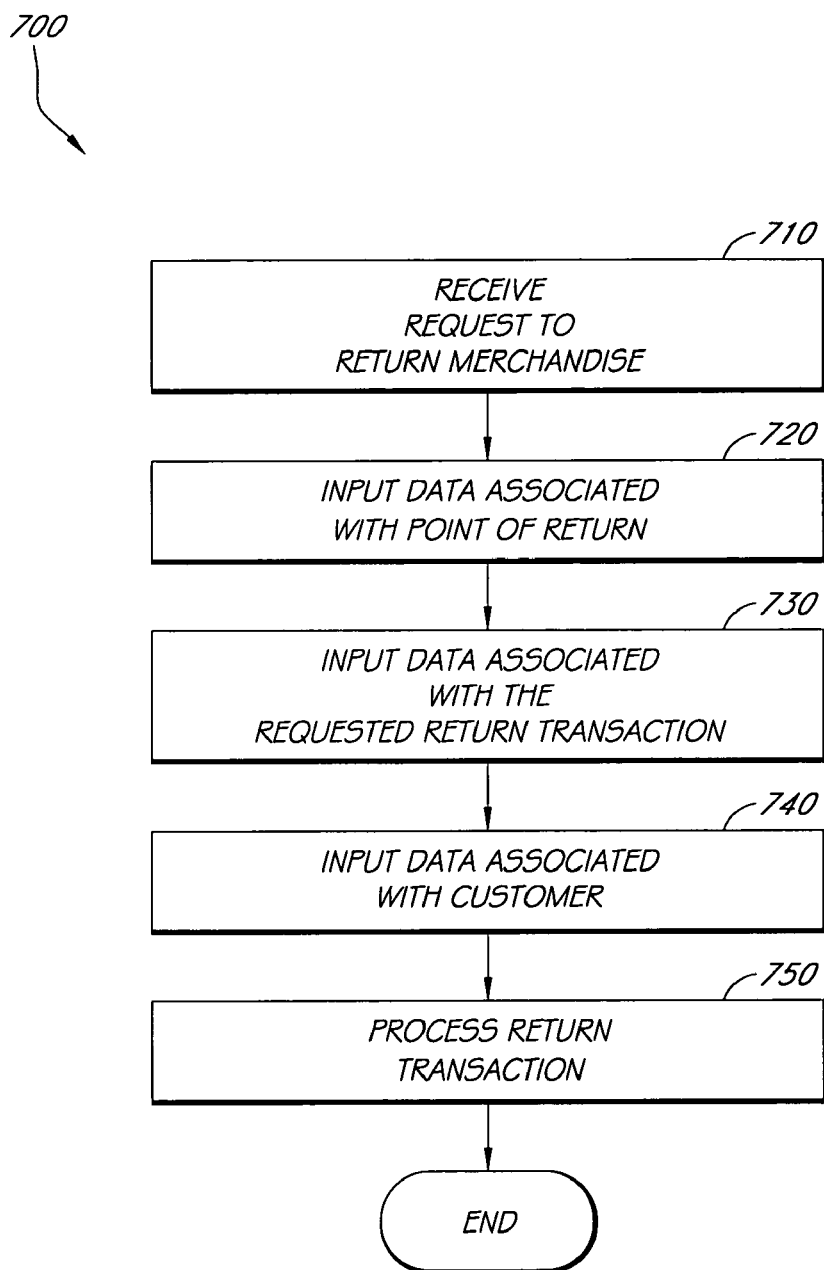 700
710
RECEIVE
REQUEST TO
RETURN MERCHANDISE
720
INPUT DATA ASSOCIATED
WITH POINT OF RETURN
730
INPUT DATA ASSOCIATED
WITH THE
REQUESTED RETURN TRANSACTION
740
INPUT DATA ASSOCIATED
WITH CUSTOMER
750
PROCESS RETURN
TRANSACTION
END